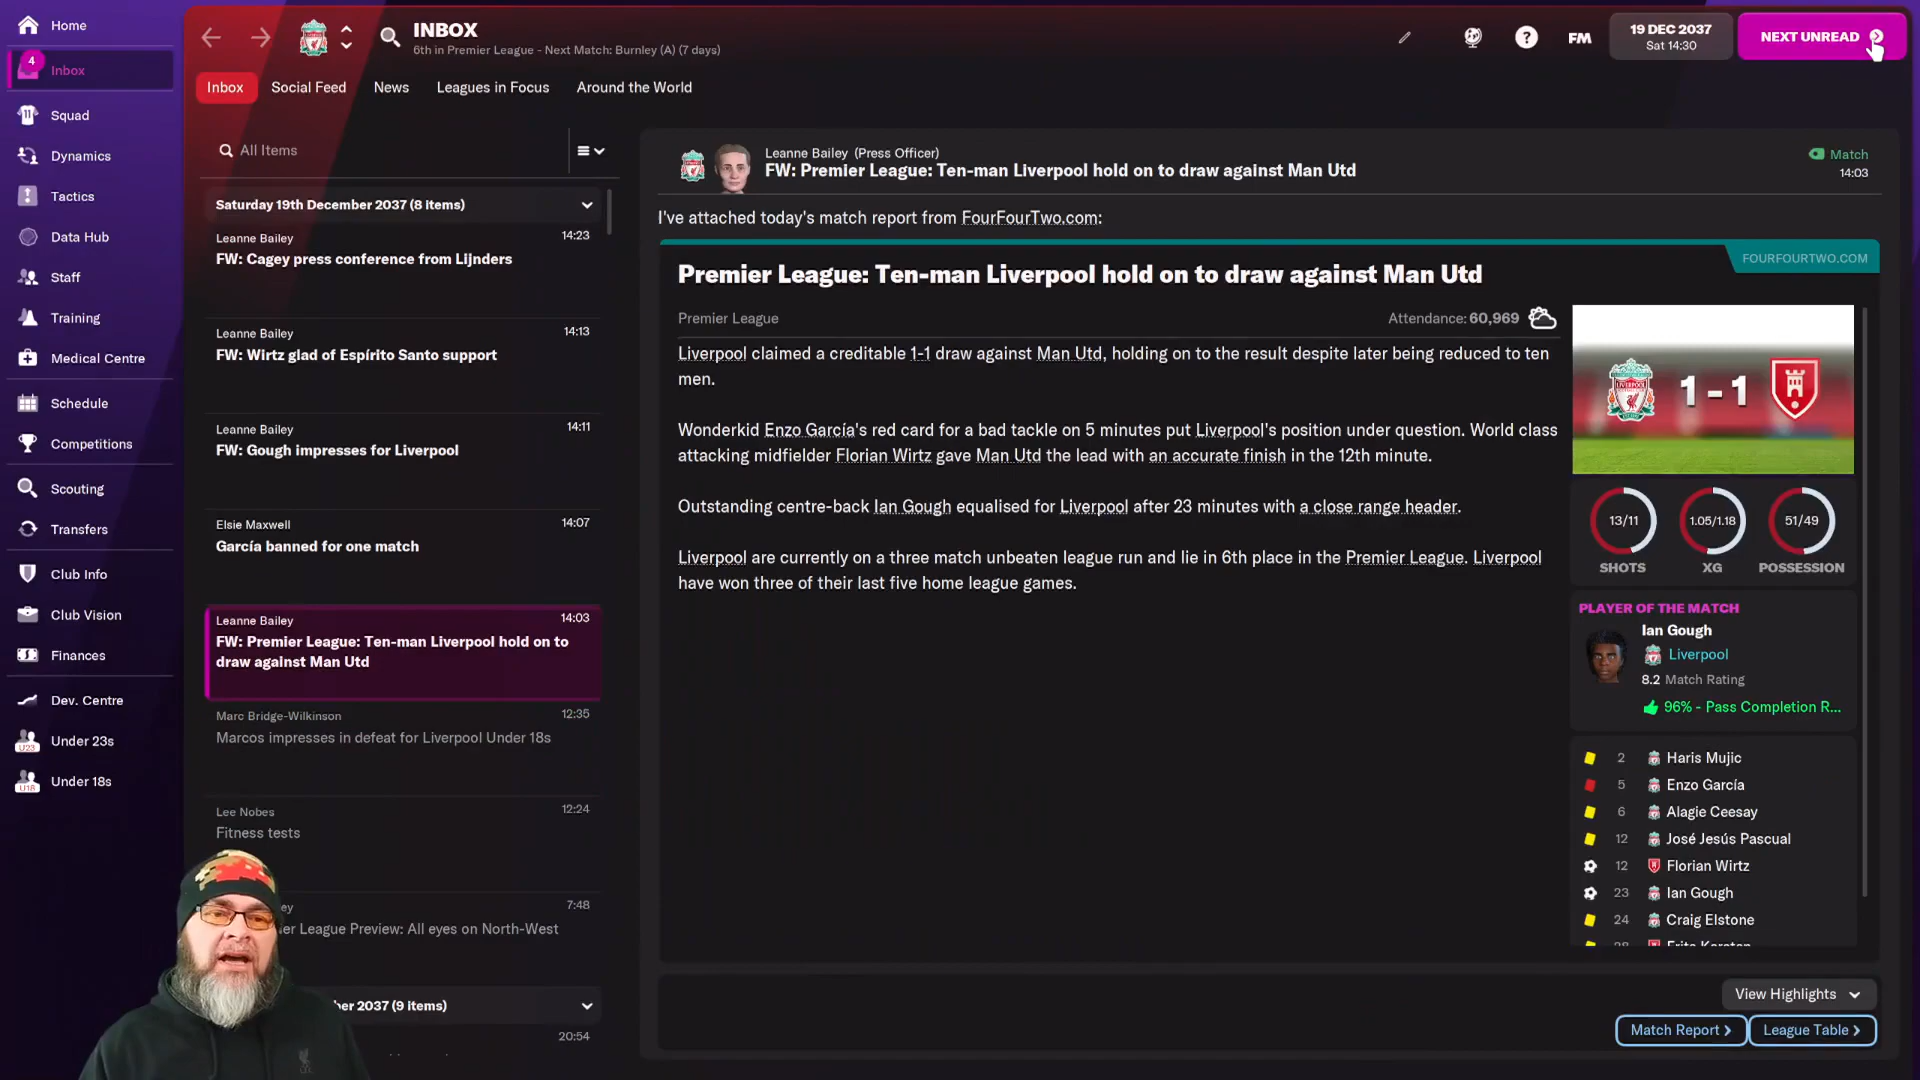 Home
INBOX
6th in Premier League - Next Match: Burnley (A) (7 days)
FM
19 DEC 2037
Sat 14:30
NEXT UNREAD
4
Inbox
Inbox
Social Feed
News
Leagues in Focus
Around the World
Squad
Dynamics
Tactics
Data Hub
Staff
Training
Medical Centre
Schedule
Competitions
Scouting
Transfers
Club Info
Club Vision
Finances
Dev. Centre
U23
Under 23s
U18
Under 18s
All Items
Saturday 19th December 2037 (8 items)
Leanne Bailey
14:23
FW: Cagey press conference from Lijnders
Leanne Bailey
14:13
FW: Wirtz glad of Espírito Santo support
Leanne Bailey
14:11
FW: Gough impresses for Liverpool
Elsie Maxwell
14:07
García banned for one match
Leanne Bailey
14:03
FW: Premier League: Ten-man Liverpool hold on to
draw against Man Utd
Marc Bridge-Wilkinson
12:35
Marcos impresses in defeat for Liverpool Under 18s
Lee Nobes
12:24
Fitness tests
7:48
League Preview: All eyes on North-West
2037 (9 items)
20:54
Leanne Bailey (Press Officer)
FW: Premier League: Ten-man Liverpool hold on to draw against Man Utd
Match
14:03
I've attached today's match report from FourFourTwo.com:
FOURFOURTWO.COM
Premier League: Ten-man Liverpool hold on to draw against Man Utd
Premier League
Attendance: 60,969
Liverpool claimed a creditable 1-1 draw against Man Utd, holding on to the result despite later being reduced to ten
men.
Wonderkid Enzo García's red card for a bad tackle on 5 minutes put Liverpool's position under question. World class
attacking midfielder Florian Wirtz gave Man Utd the lead with an accurate finish in the 12th minute.
Outstanding centre-back Ian Gough equalised for Liverpool after 23 minutes with a close range header.
Liverpool are currently on a three match unbeaten league run and lie in 6th place in the Premier League. Liverpool
have won three of their last five home league games.
1 - 1
13/11
1.05/1.18
51/49
SHOTS
XG
POSSESSION
PLAYER OF THE MATCH
Ian Gough
Liverpool
8.2 Match Rating
96% - Pass Completion R...
2 Haris Mujic
5 Enzo García
6 Alagie Ceesay
12 José Jesús Pascual
12 Florian Wirtz
23 Ian Gough
24 Craig Elstone
View Highlights
Match Report
League Table